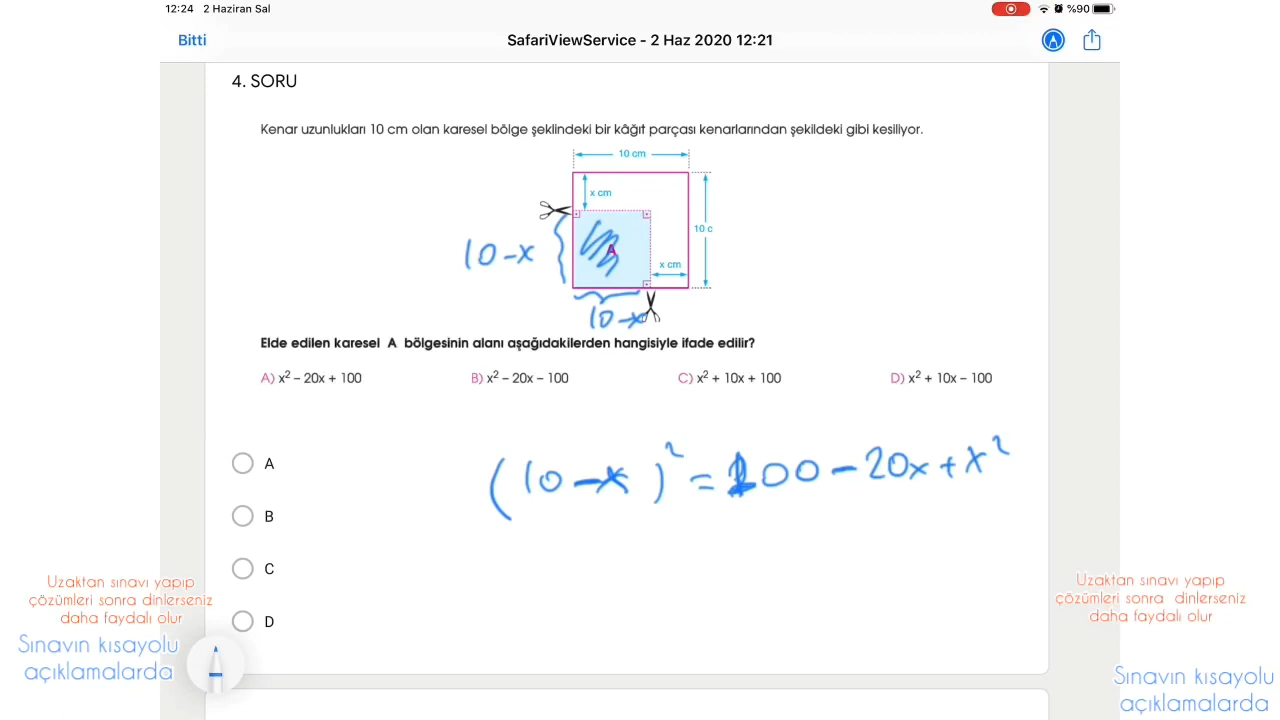 12:24 2 Haziran Sal
%90
Bitti
SafariViewService - 2 Haz 2020 12:21
4. SORU
Kenar uzunlukları 10 cm olan karesel bölge şeklindeki bir kâğıt parçası kenarlarından şekildeki gibi kesiliyor.
10 cm
x cm
10 c
10-x
A
x cm
10-x
Elde edilen karesel A bölgesinin alanı aşağıdakilerden hangisiyle ifade edilir?
A) x² – 20x + 100 B) x² – 20x – 100 C) x² + 10x + 100 D) x² + 10x – 100
(10-x)² = 100 - 20x + x²
A
B
C
D
Uzaktan sınavı yapıp
çözümleri sonra dinlerseniz
daha faydalı olur
Sınavın kısayolu
açıklamalarda
Uzaktan sınavı yapıp
çözümleri sonra dinlerseniz
daha faydalı olur
Sınavın kısayolu
açıklamalarda